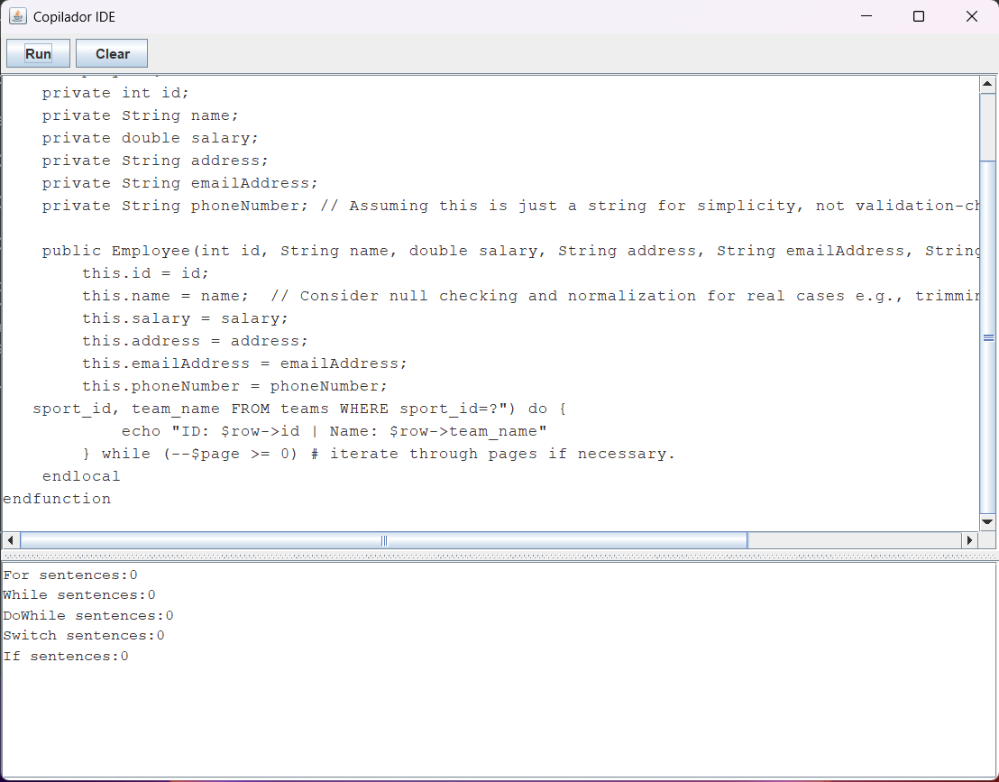 Copilador IDE
Run Clear
private int id;
private String name;
private double salary;
private String address;
private String emailAddress;
private String phoneNumber; // Assuming this is just a string for simplicity, not
public Employee(int id, String name, double salary, String address, String emailAddress, String
this.id = id;
this.name = name;  // Consider null checking and normalization for real cases e.g.,
this.salary = salary;
this.address = address;
this.emailAddress = emailAddress;
this.phoneNumber = phoneNumber;
sport_id, team_name FROM teams WHERE sport_id=?") do {
echo "ID: $row->id | Name: $row->team_name"
} while (--$page >= 0) # iterate through pages if necessary.
endlocal
endfunction
For sentences:0
While sentences:0
DoWhile sentences:0
Switch sentences:0
If sentences:0